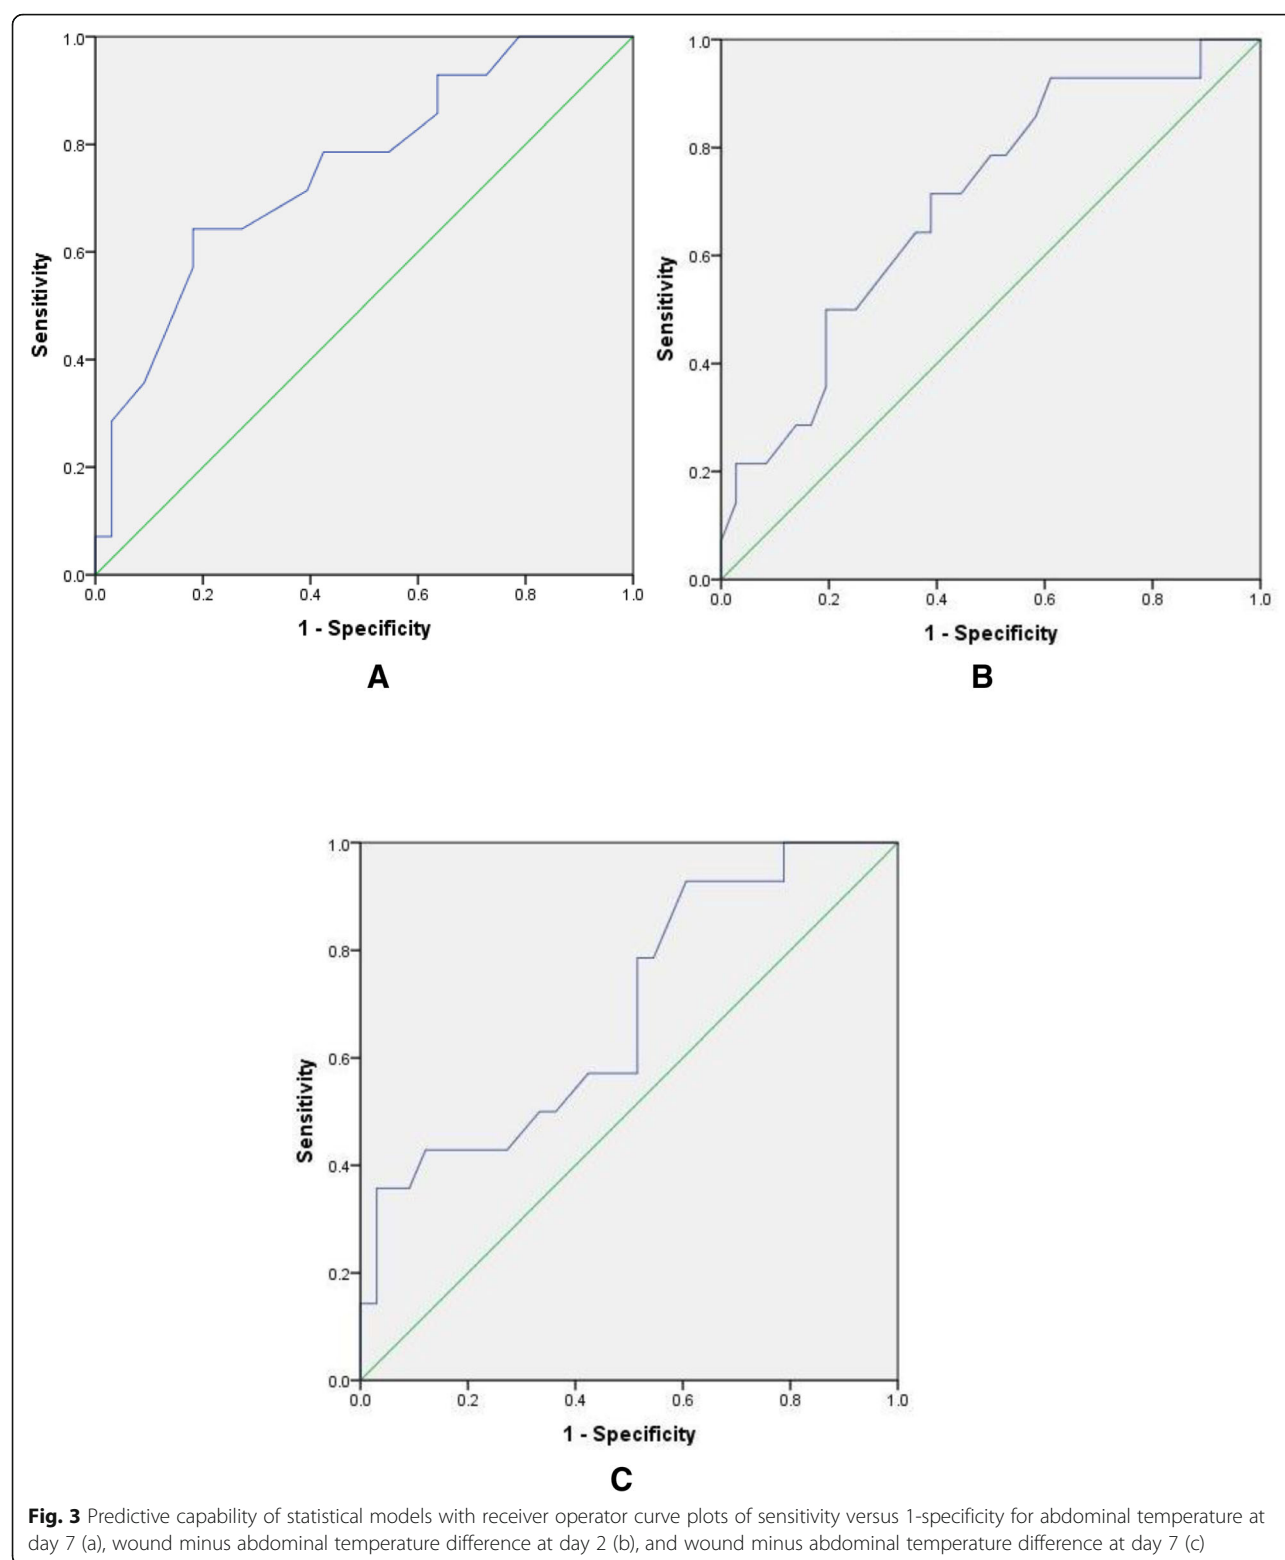 1.0
0.8
0.6
0.4
0.2
0.0
Sensitivity
0.0 0.2 0.4 0.6 0.8 1.0
1 - Specificity
A
1.0
0.8
0.6
0.4
0.2
0.0
Sensitivity
0.0 0.2 0.4 0.6 0.8 1.0
1 - Specificity
B
1.0
0.8
0.6
0.4
0.2
0.0
Sensitivity
0.0 0.2 0.4 0.6 0.8 1.0
1 - Specificity
C
Fig. 3 Predictive capability of statistical models with receiver operator curve plots of sensitivity versus 1-specificity for abdominal temperature at
day 7 (a), wound minus abdominal temperature difference at day 2 (b), and wound minus abdominal temperature difference at day 7 (c)